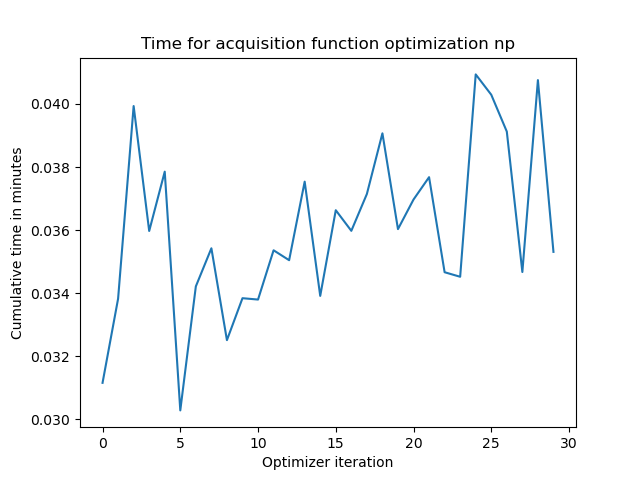 Time for acquisition function optimization np
Cumulative time in minutes
0.040
0.038
0.036
0.034
0.032
0.030
0 5 10 15 20 25 30
Optimizer iteration